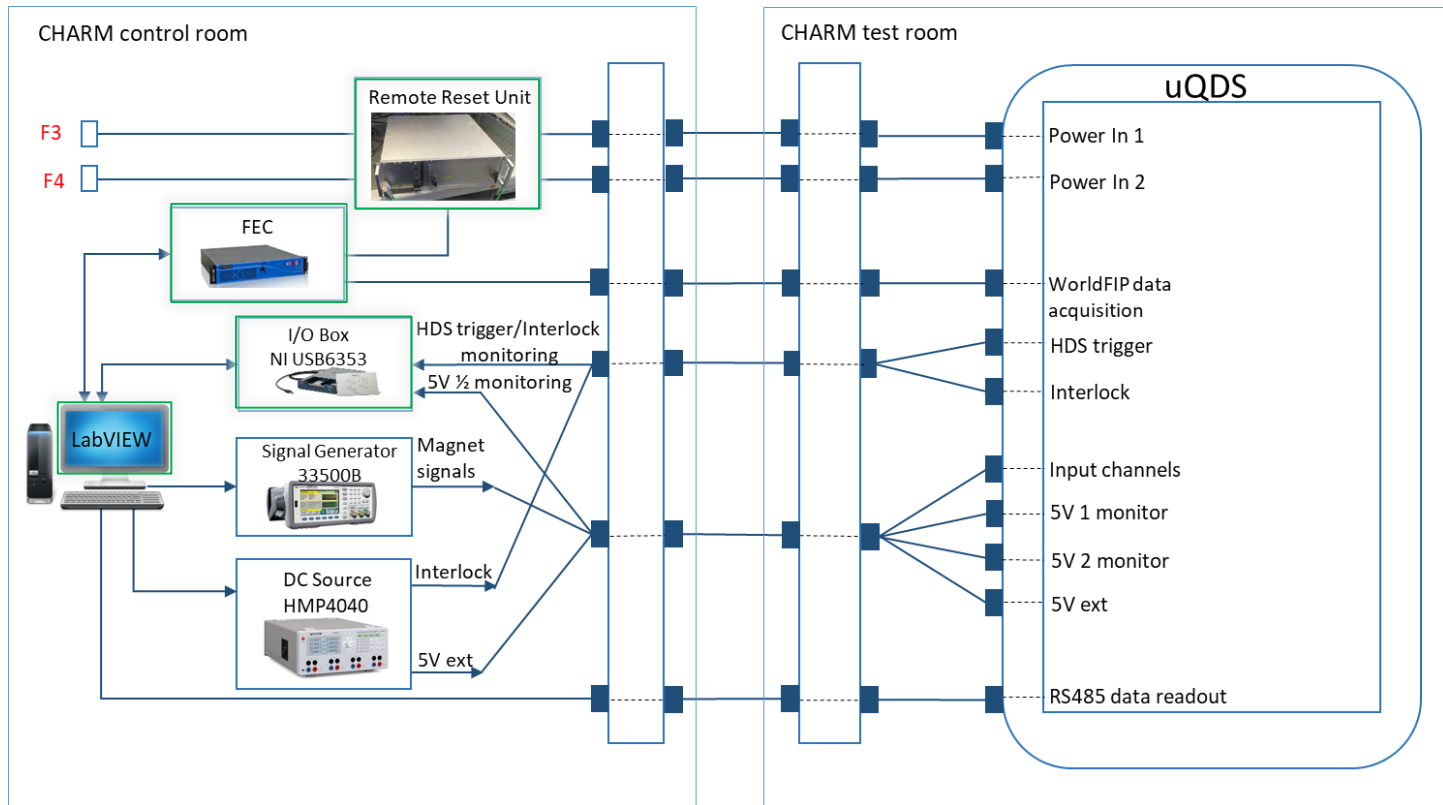 CHARM control room
CHARM test room
uQDS
Remote Reset Unit
F3
F4
Power In 1
Power In 2
FEC
WorldFIP data
acquisition
I/O Box
NI USB6353
HDS trigger/Interlock
monitoring
5V ½ monitoring
HDS trigger
Interlock
LabVIEW
Signal Generator
33500B
Magnet
signals
Input channels
5V 1 monitor
5V 2 monitor
5V ext
DC Source
HMP4040
Interlock
5V ext
RS485 data readout